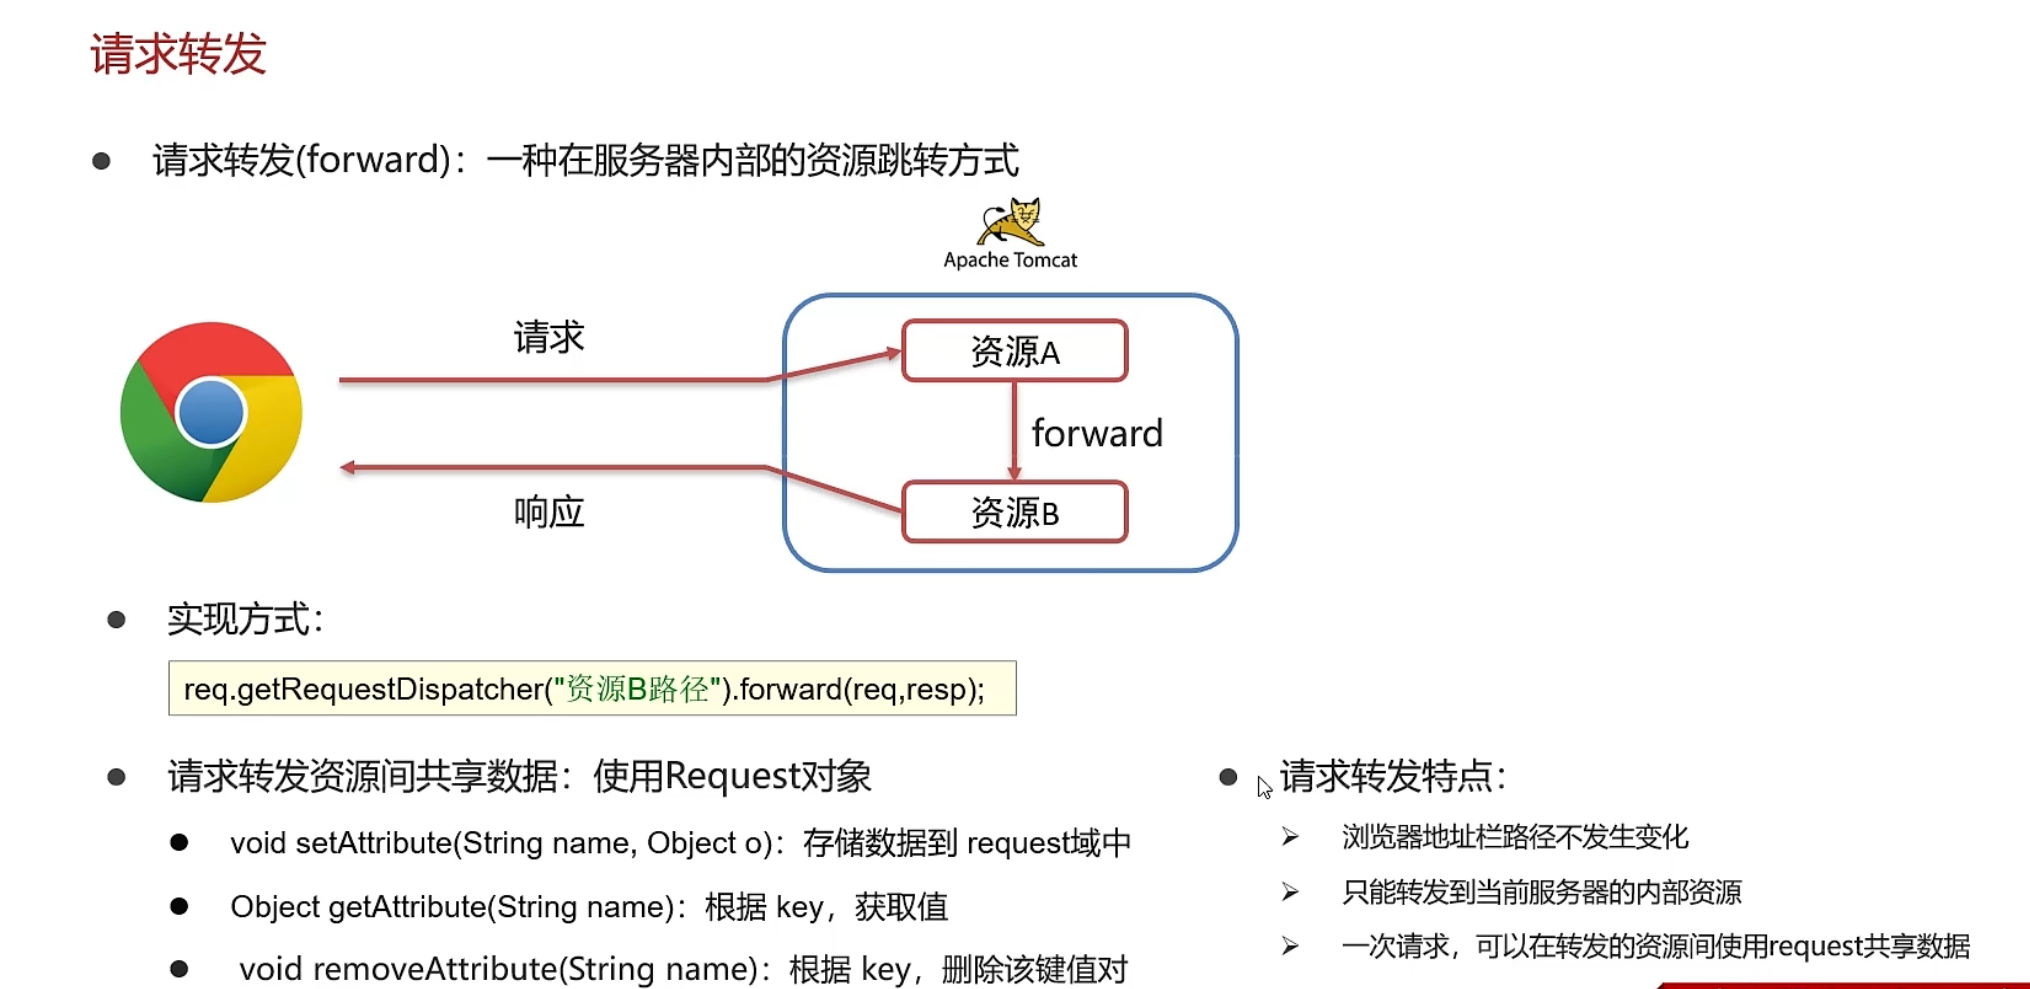 请求转发
请求转发(forward)：一种在服务器内部的资源跳转方式
Apache Tomcat
请求
资源A
forward
响应
资源B
实现方式：
req.getRequestDispatcher("资源B路径").forward(req,resp);
请求转发资源间共享数据：使用Request对象
void setAttribute(String name, Object o)：存储数据到 request域中
Object getAttribute(String name)：根据 key，获取值
void removeAttribute(String name)：根据 key，删除该键值对
请求转发特点：
浏览器地址栏路径不发生变化
只能转发到当前服务器的内部资源
一次请求，可以在转发的资源间使用request共享数据